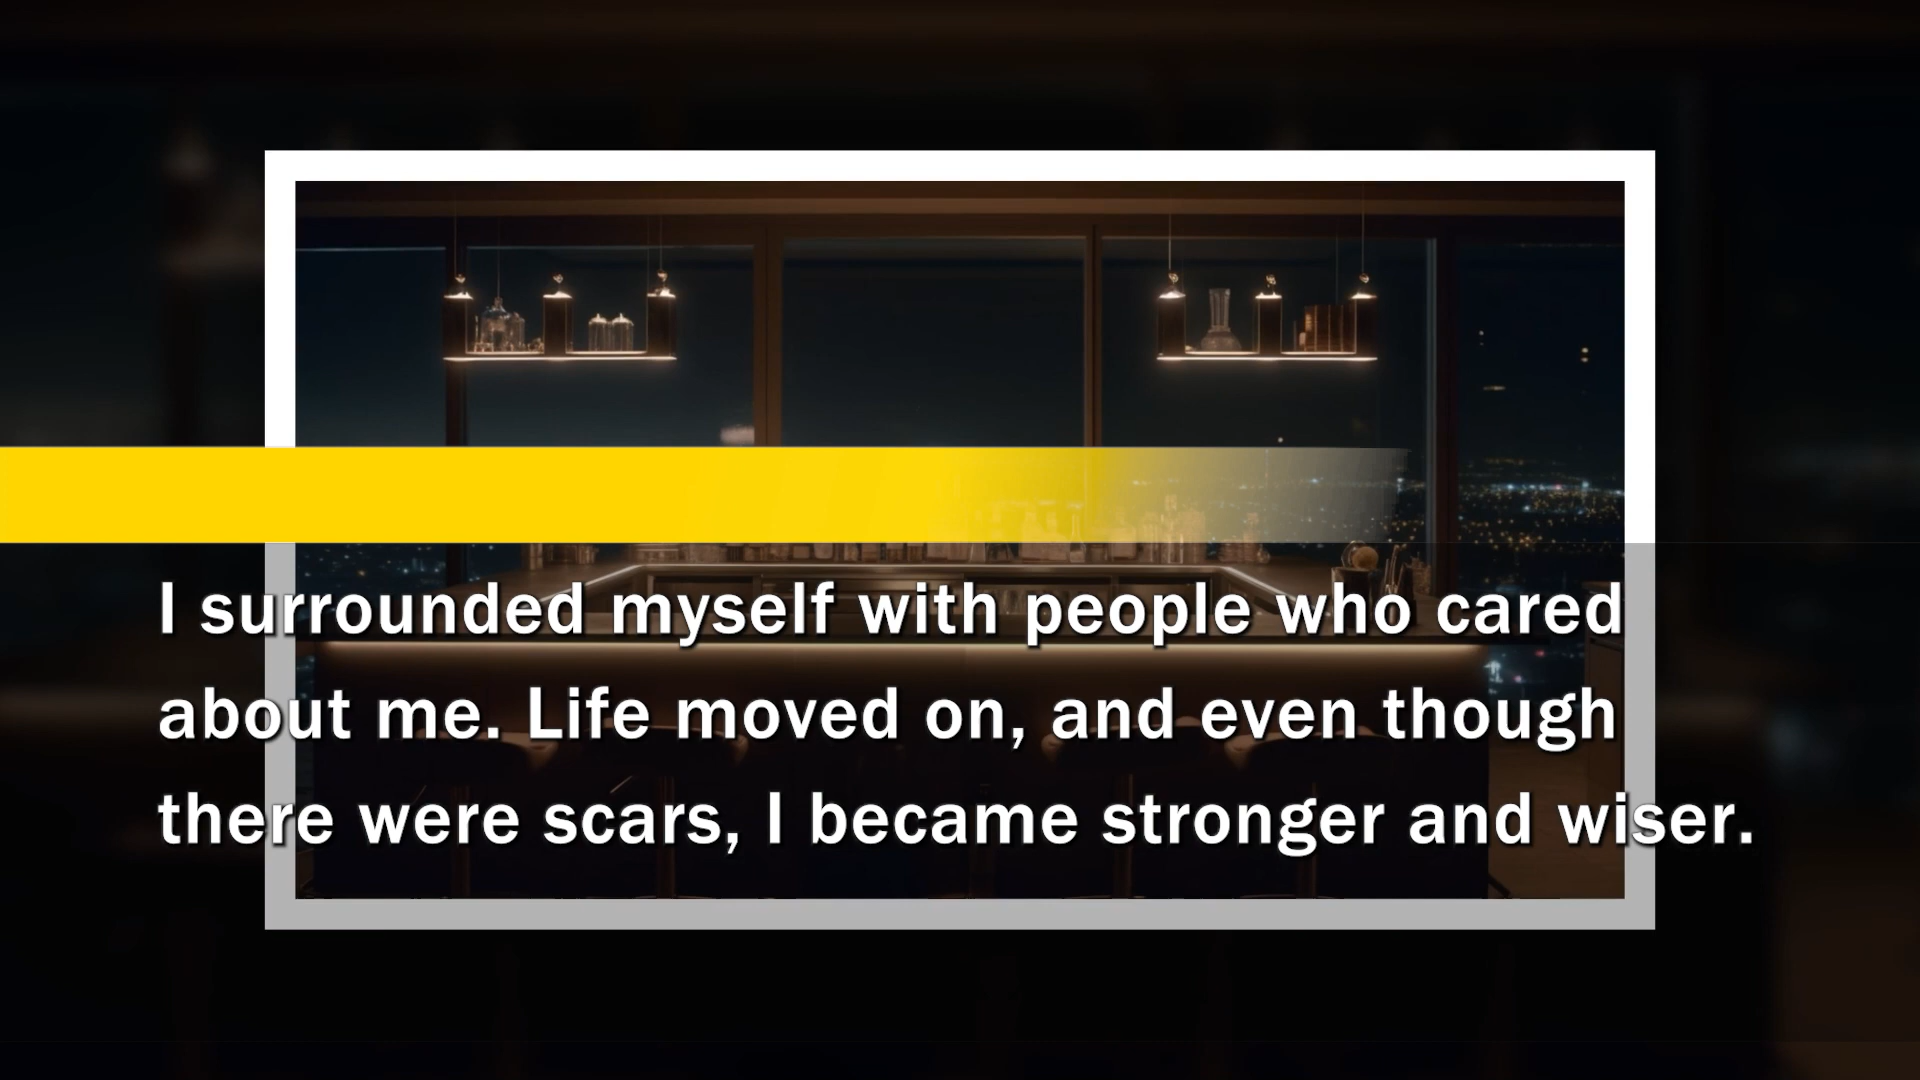 I surrounded myself with people who cared
about me. Life moved on, and even though
there were scars, I became stronger and wiser.